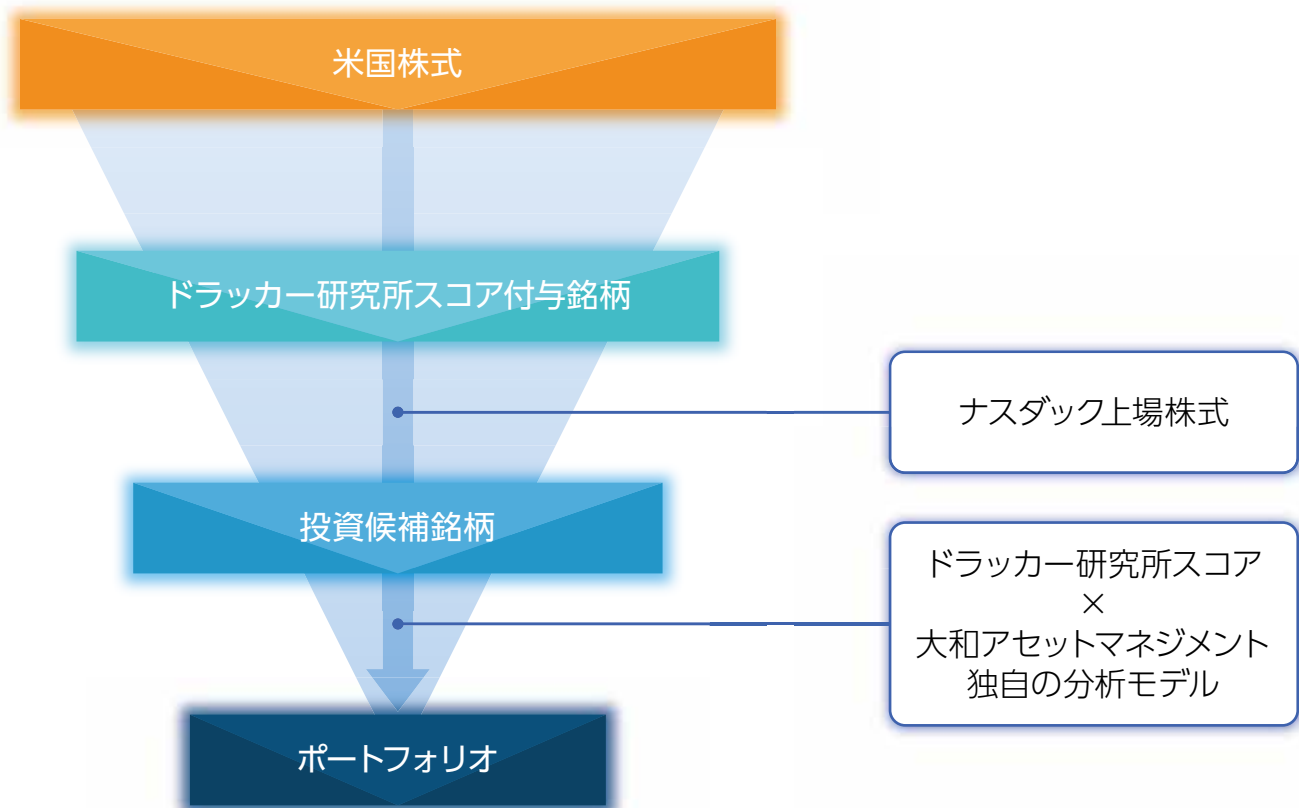 米国株式
ドラッカー研究所スコア付与銘柄
ナスダック上場株式
投資候補銘柄
ドラッカー研究所スコア
×
大和アセットマネジメント
独自の分析モデル
ポートフォリオ